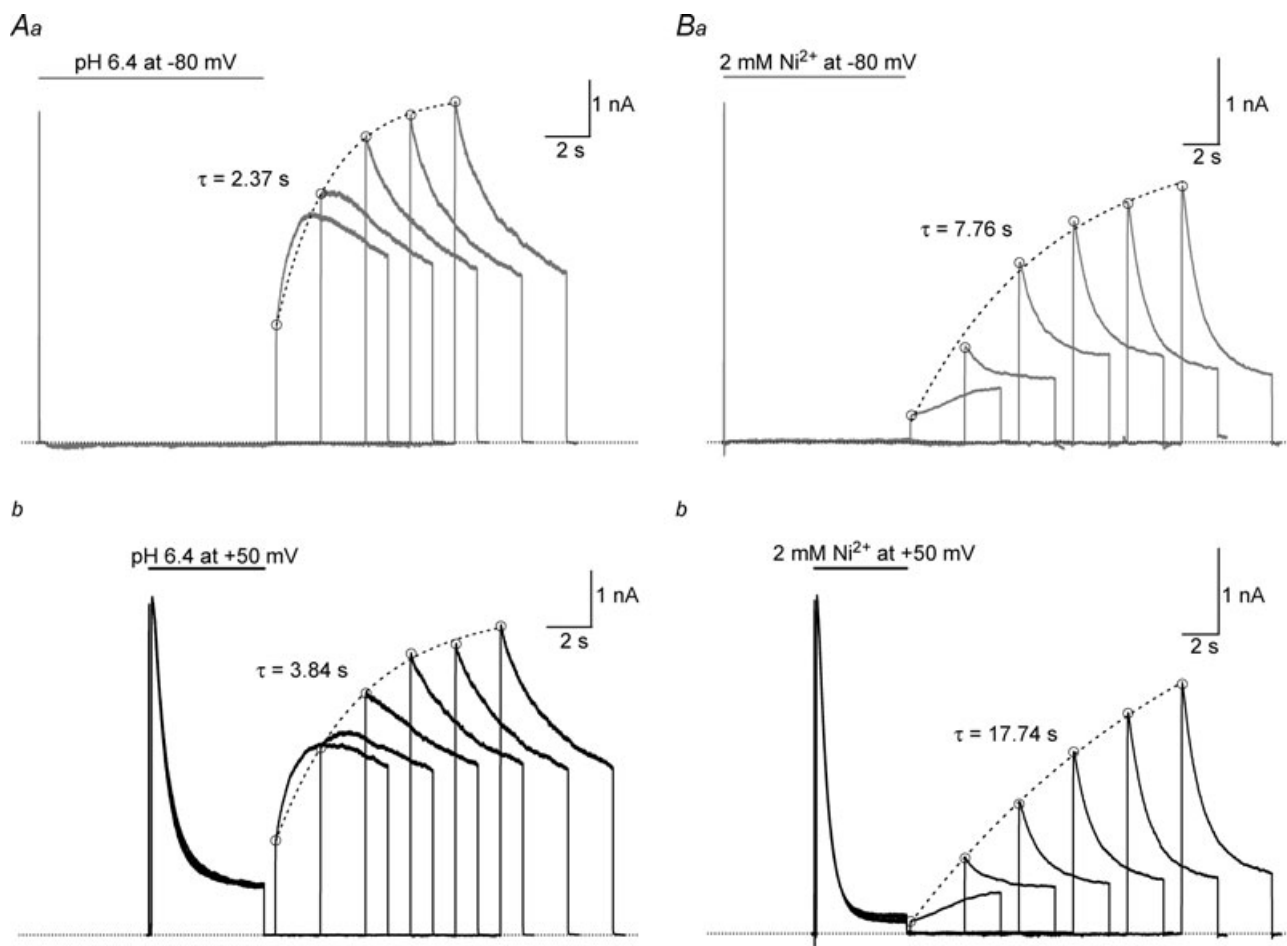 Aa
pH 6.4 at -80 mV
1 nA
2 s
τ = 2.37 s
Ba
2 mM Ni²⁺ at -80 mV
1 nA
2 s
τ = 7.76 s
b
pH 6.4 at +50 mV
1 nA
2 s
τ = 3.84 s
b
2 mM Ni²⁺ at +50 mV
1 nA
2 s
τ = 17.74 s